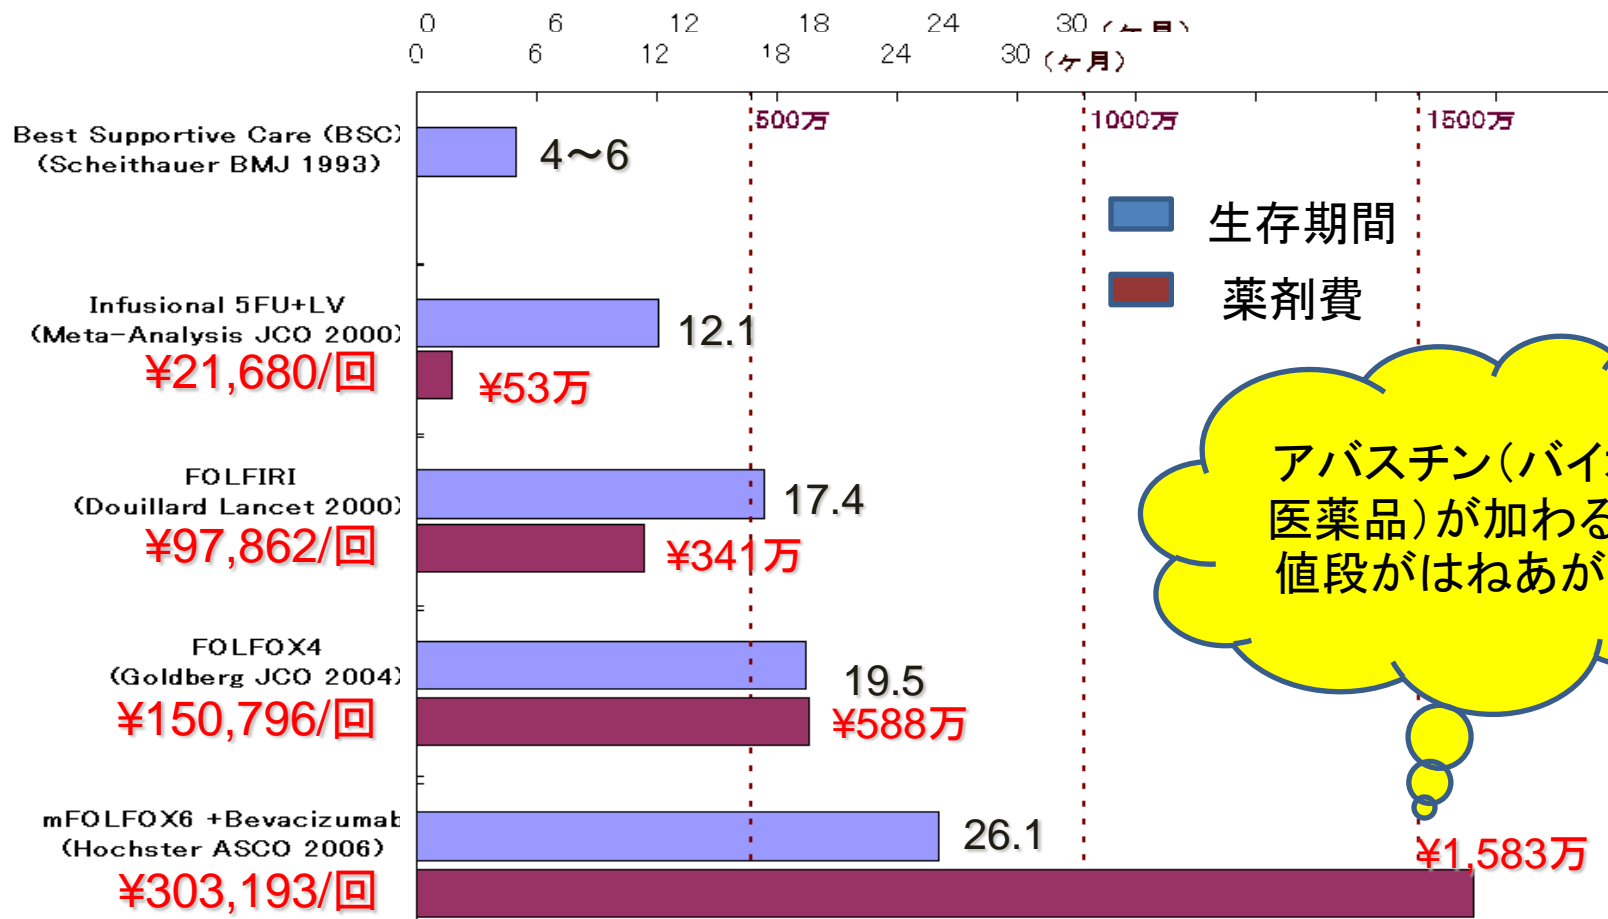 0 6 12 18 24 30 (ヶ月)
0 6 12 18 24 30 (ヶ月)
500万 1000万 1500万
Best Supportive Care (BSC)
(Scheithauer BMJ 1993)
4～6
生存期間
薬剤費
Infusional 5FU+LV
(Meta-Analysis JCO 2000)
¥21,680/回
12.1
¥53万
FOLFIRI
(Douillard Lancet 2000)
¥97,862/回
17.4
¥341万
アバスチン（バイ
医薬品）が加わる
値段がはねあが
FOLFOX4
(Goldberg JCO 2004)
¥150,796/回
19.5
¥588万
mFOLFOX6 +Bevacizumab
(Hochster ASCO 2006)
¥303,193/回
26.1
¥1,583万